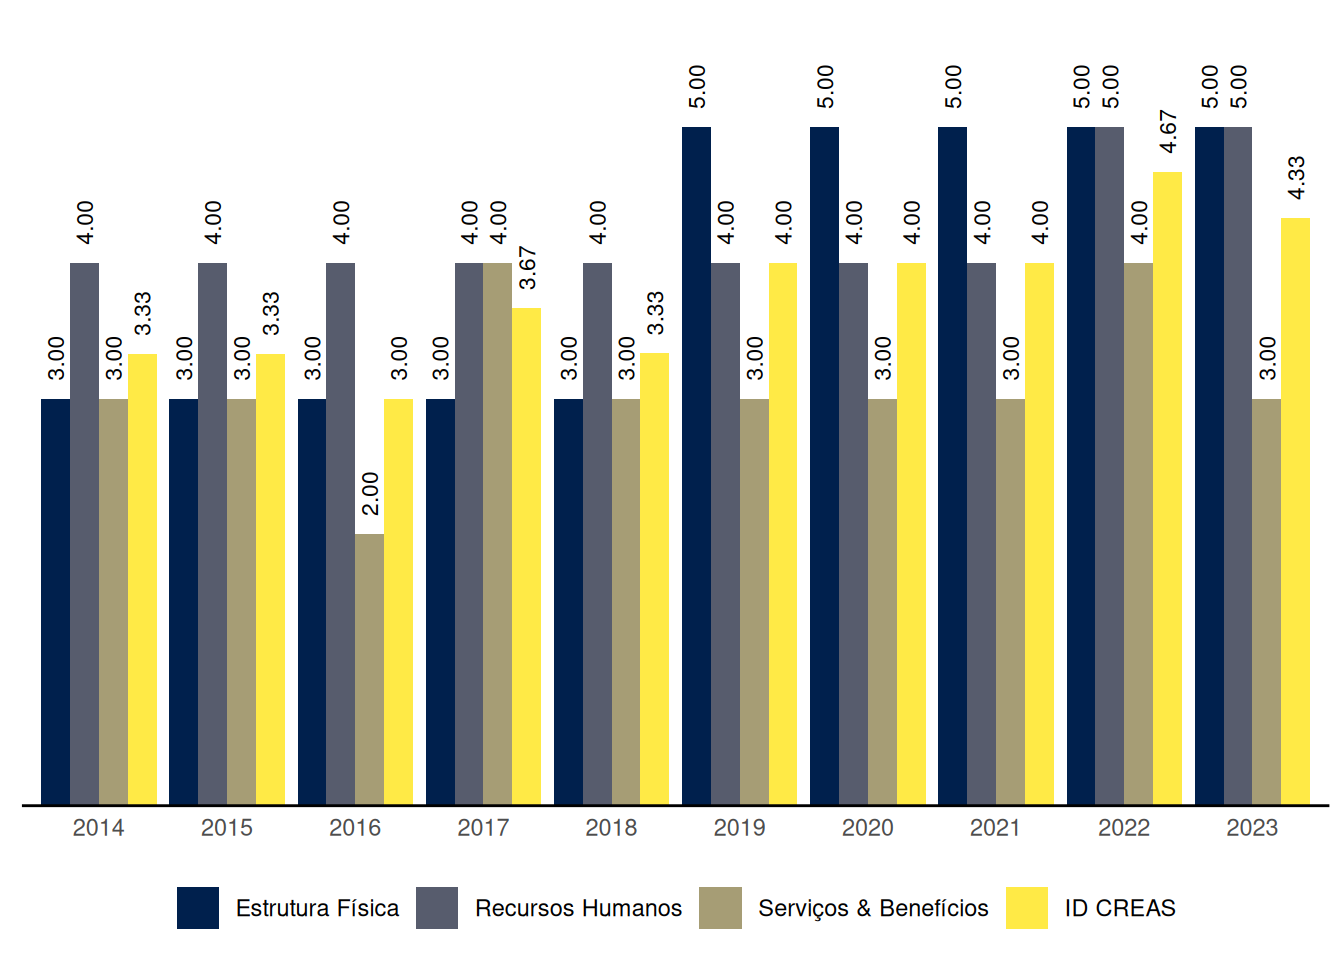 3.00 4.00 3.00 3.33 3.00 4.00 3.00 3.33 3.00 4.00 2.00 3.00 3.00 4.00 4.00 3.67 3.00 4.00 3.00 3.33 5.00 4.00 3.00 4.00 5.00 4.00 3.00 4.00 5.00 4.00 3.00 4.00 5.00 5.00 4.00 4.67 5.00 5.00 3.00 4.33
2014 2015 2016 2017 2018 2019 2020 2021 2022 2023
Estrutura Física Recursos Humanos Serviços & Benefícios ID CREAS